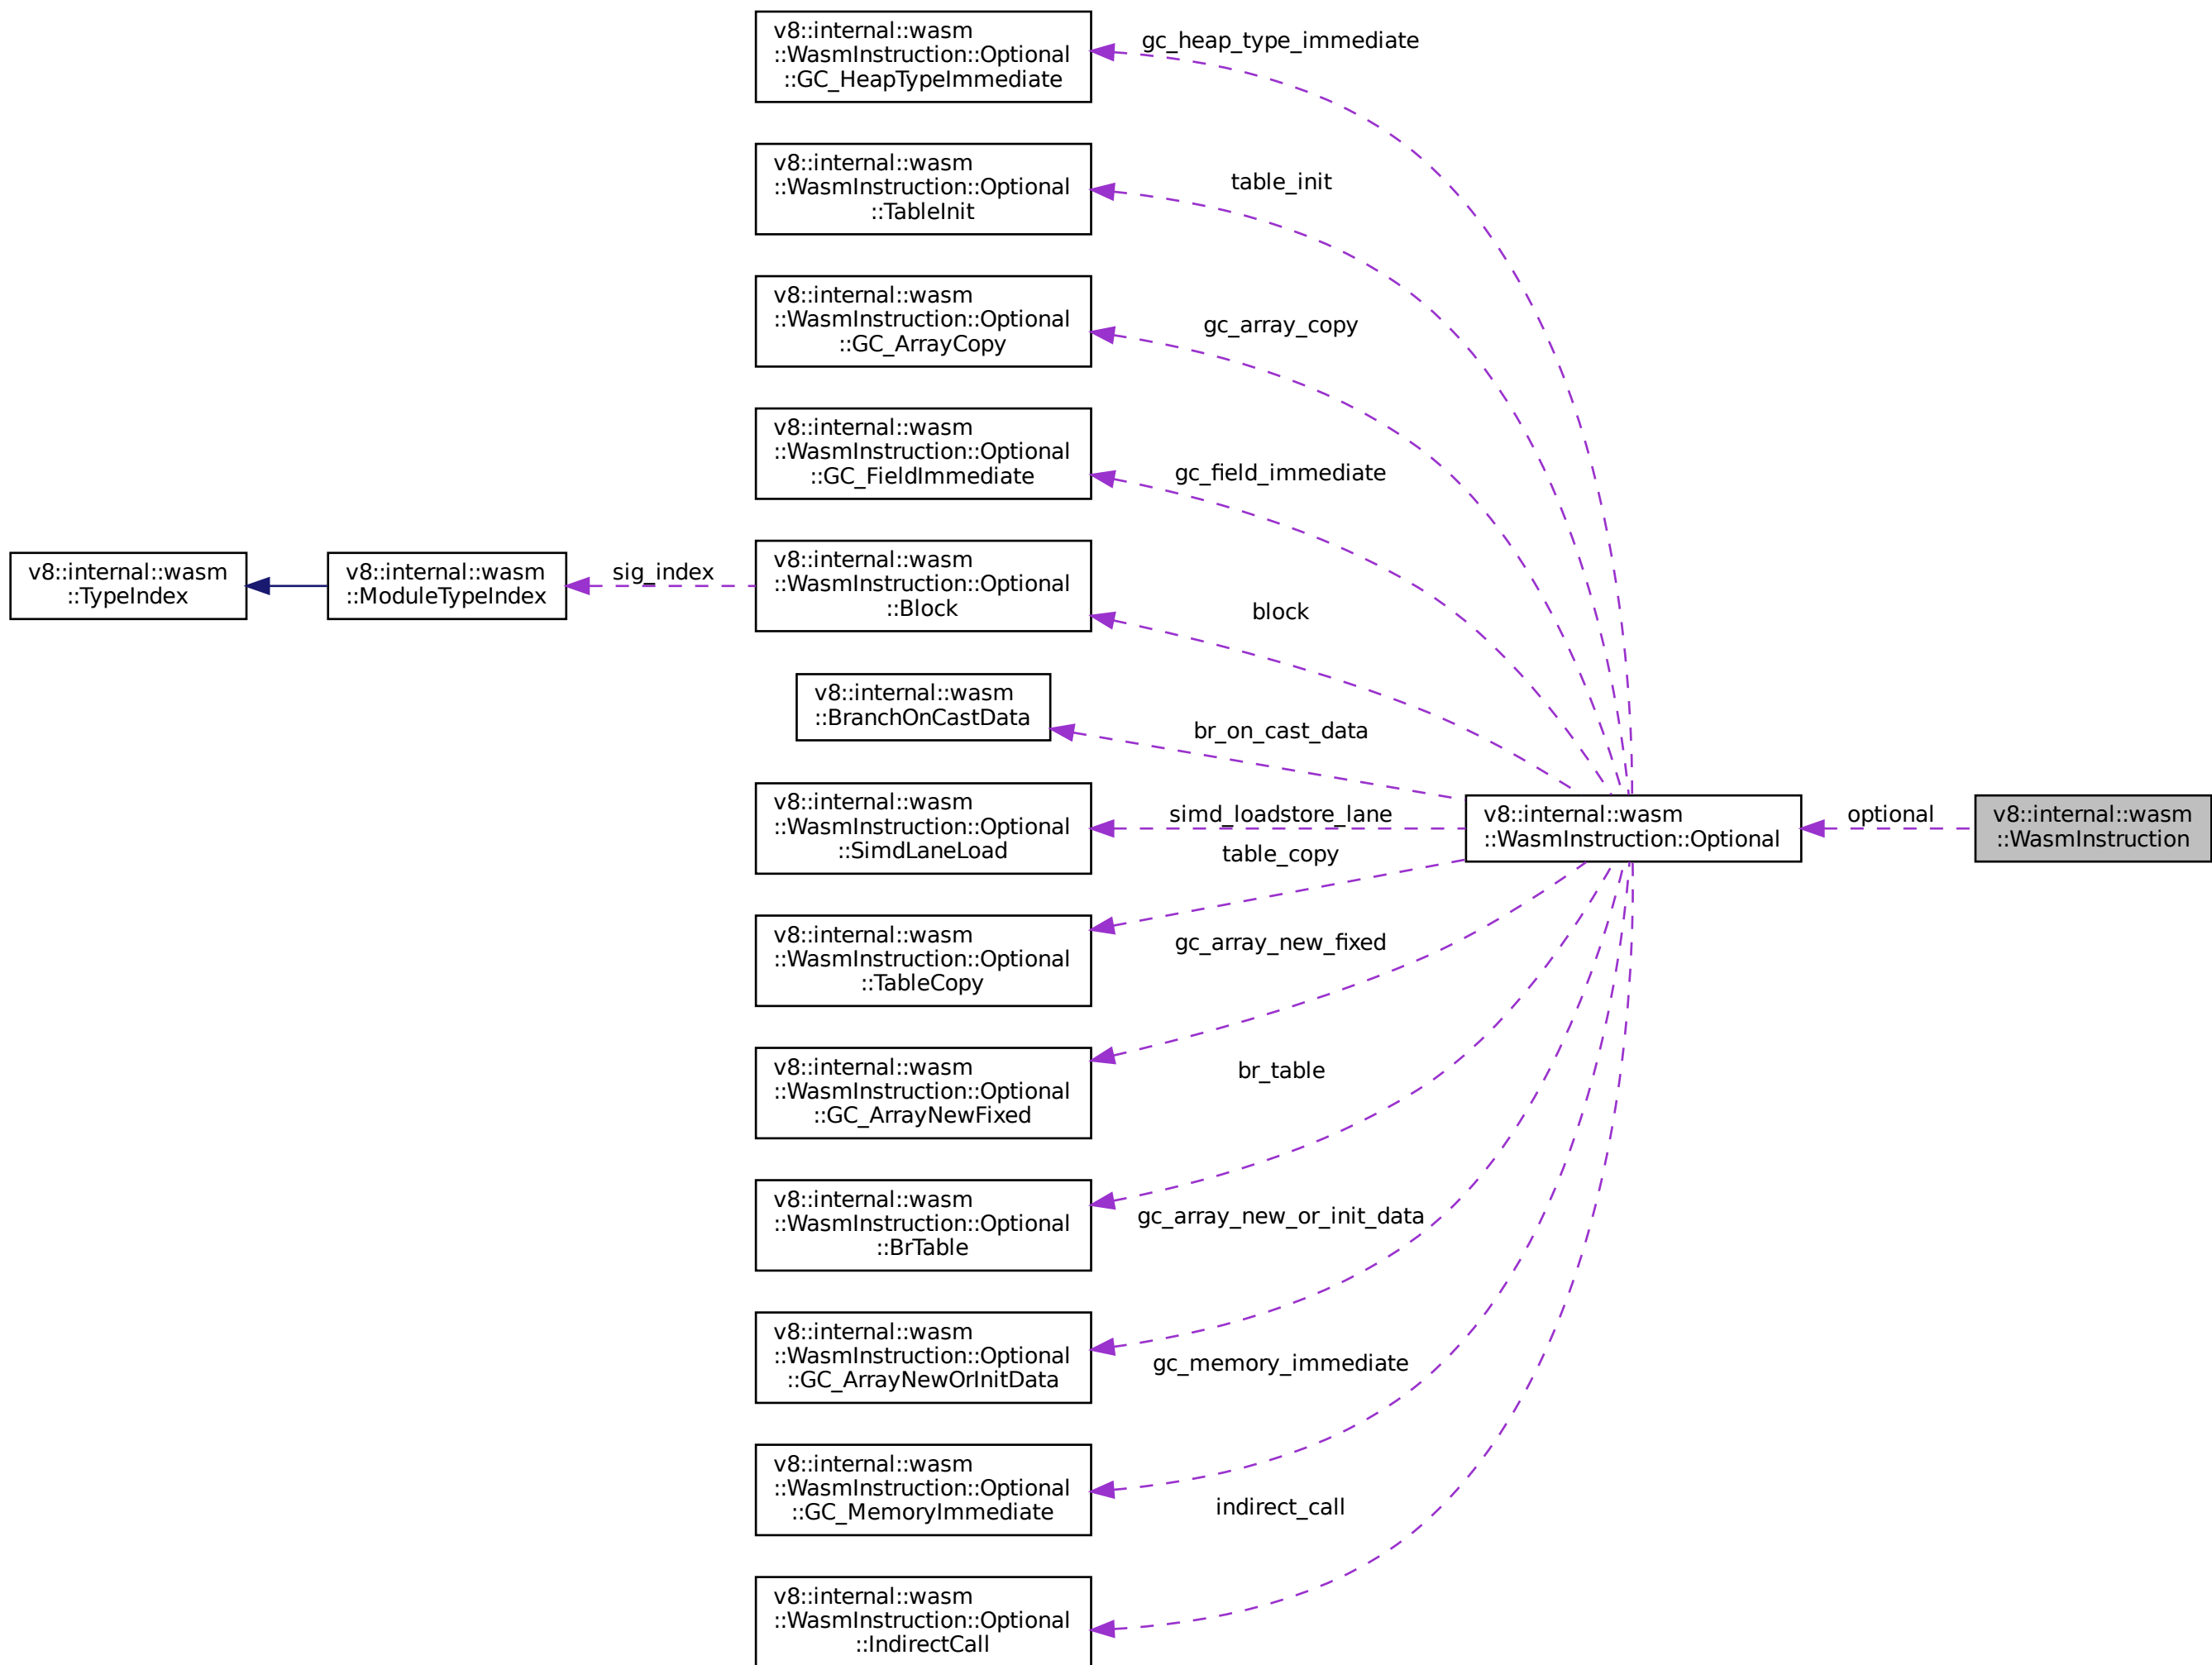 v8::internal::wasm
::WasmInstruction::Optional
::GC_HeapTypeImmediate
gc_heap_type_immediate
v8::internal::wasm
::WasmInstruction::Optional
::TableInit
table_init
v8::internal::wasm
::WasmInstruction::Optional
::GC_ArrayCopy
gc_array_copy
v8::internal::wasm
::WasmInstruction::Optional
::GC_FieldImmediate
gc_field_immediate
v8::internal::wasm
::TypeIndex
v8::internal::wasm
::ModuleTypeIndex
sig_index
v8::internal::wasm
::WasmInstruction::Optional
::Block
block
v8::internal::wasm
::BranchOnCastData
br_on_cast_data
v8::internal::wasm
::WasmInstruction::Optional
::SimdLaneLoad
simd_loadstore_lane
v8::internal::wasm
::WasmInstruction::Optional
optional
v8::internal::wasm
::WasmInstruction
table_copy
v8::internal::wasm
::WasmInstruction::Optional
::TableCopy
gc_array_new_fixed
v8::internal::wasm
::WasmInstruction::Optional
::GC_ArrayNewFixed
br_table
v8::internal::wasm
::WasmInstruction::Optional
::BrTable
gc_array_new_or_init_data
v8::internal::wasm
::WasmInstruction::Optional
::GC_ArrayNewOrInitData
gc_memory_immediate
v8::internal::wasm
::WasmInstruction::Optional
::GC_MemoryImmediate
indirect_call
v8::internal::wasm
::WasmInstruction::Optional
::IndirectCall